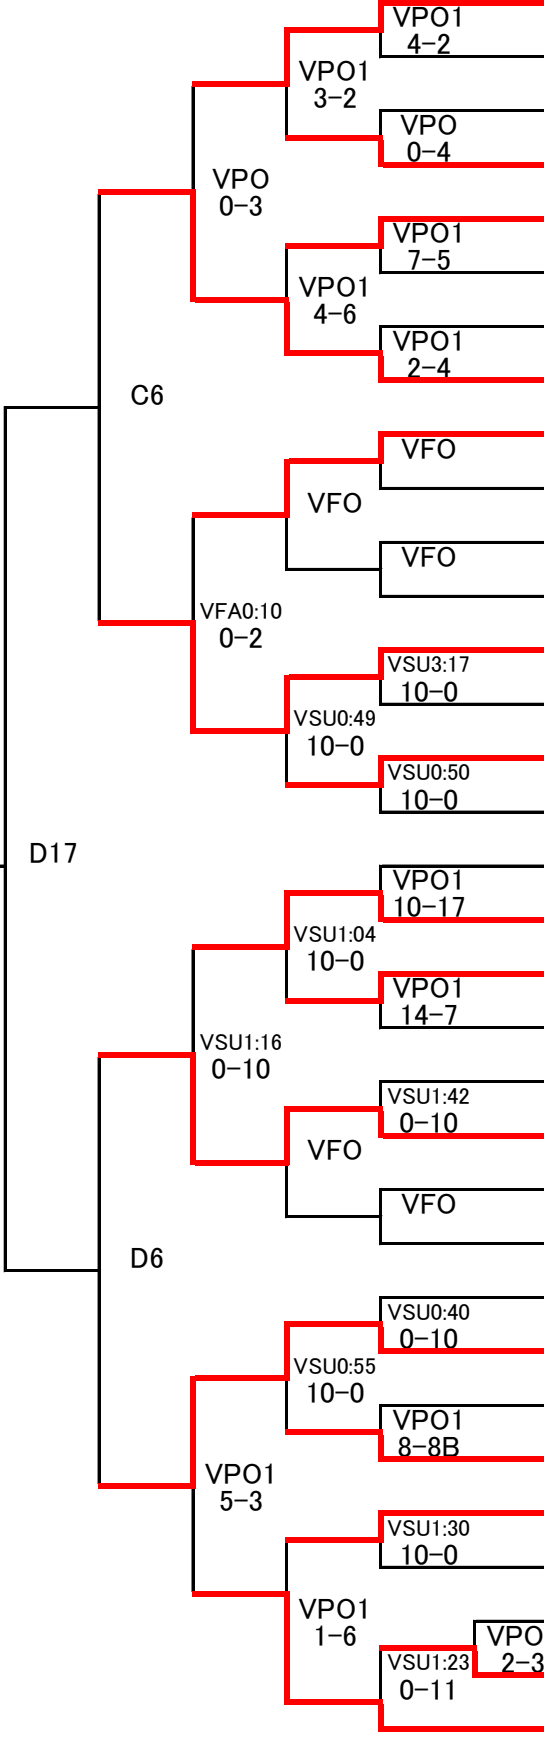 VPO1
4-2
VPO1
3-2
VPO
0-4
VPO
0-3
VPO1
7-5
VPO1
4-6
VPO1
2-4
C6
VFO
VFO
VFO
VFA0:10
0-2
VSU3:17
10-0
VSU0:49
10-0
VSU0:50
10-0
D17
VPO1
10-17
VSU1:04
10-0
VPO1
14-7
VSU1:16
0-10
VSU1:42
0-10
VFO
VFO
D6
VSU0:40
0-10
VSU0:55
10-0
VPO1
8-8B
VPO1
5-3
VSU1:30
10-0
VPO1
1-6
VPO
2-3
VSU1:23
0-11